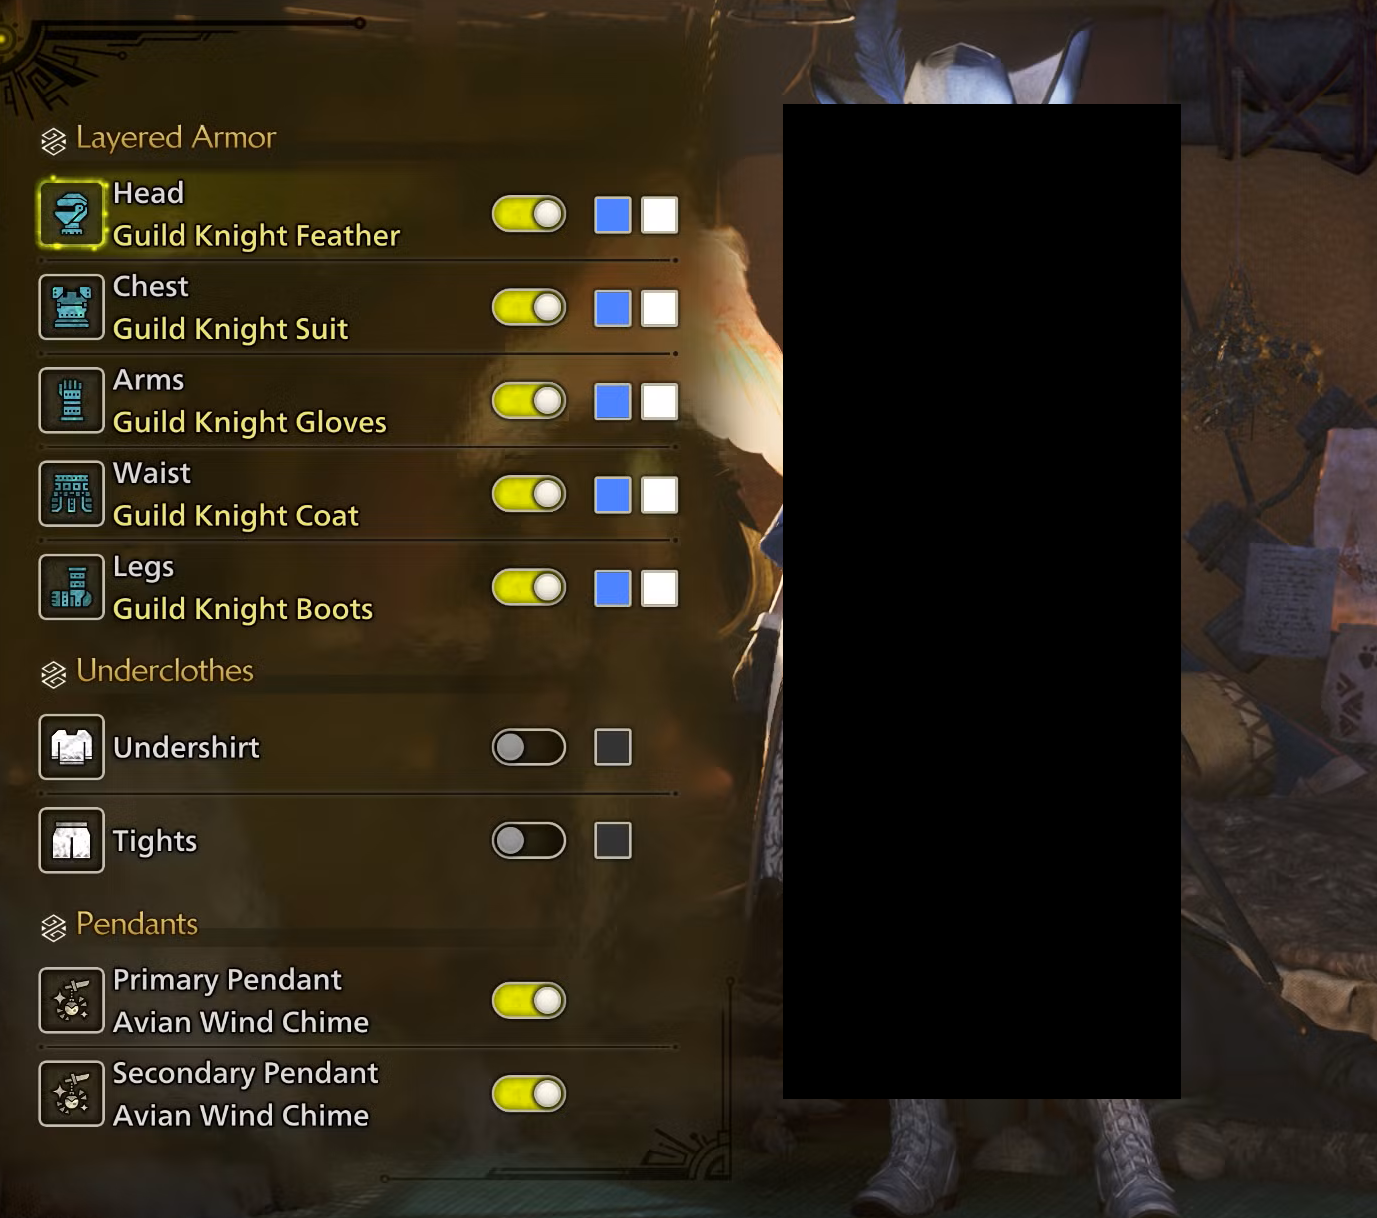 Layered Armor
Head
Guild Knight Feather
Chest
Guild Knight Suit
Arms
Guild Knight Gloves
Waist
Guild Knight Coat
Legs
Guild Knight Boots
Underclothes
Undershirt
Tights
Pendants
Primary Pendant
Avian Wind Chime
Secondary Pendant
Avian Wind Chime